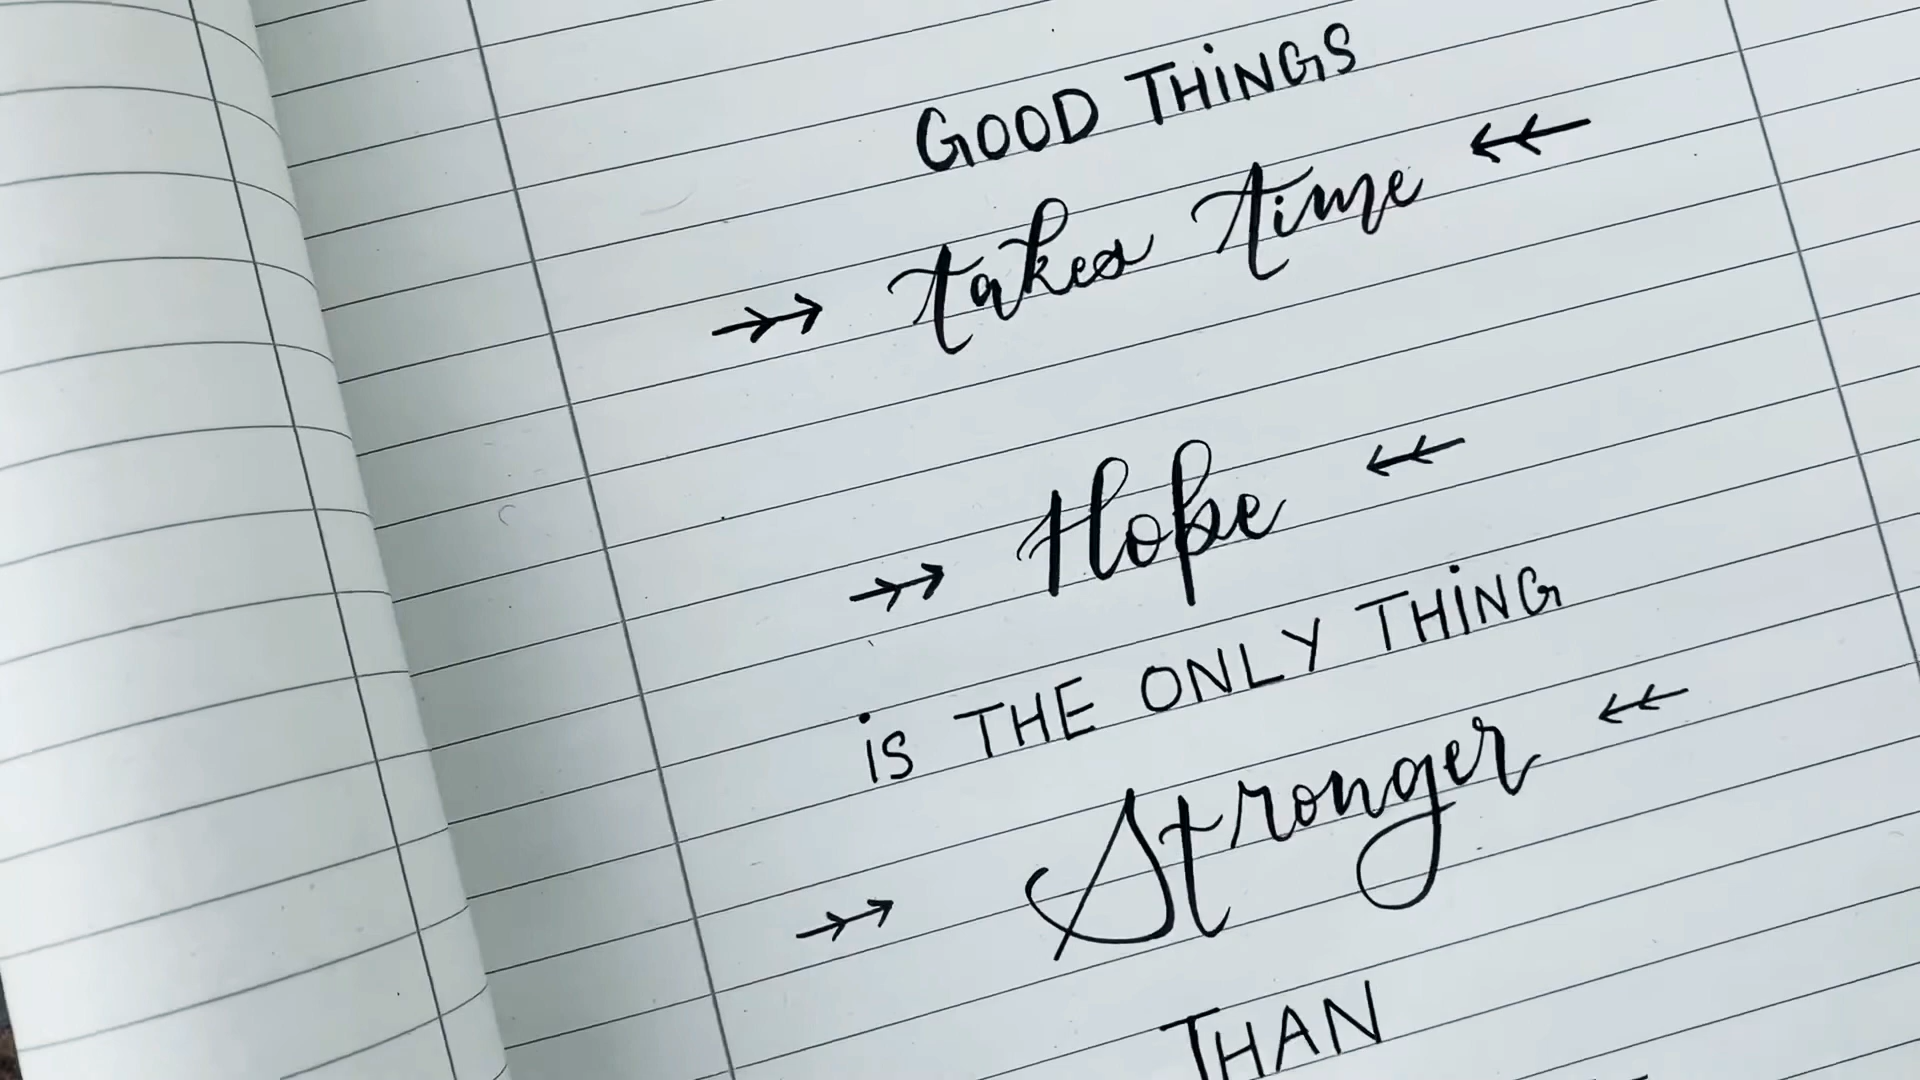 GOOD THiNGS
takes time
Hope
iS THE ONLY THiNG
Stronger
THAN